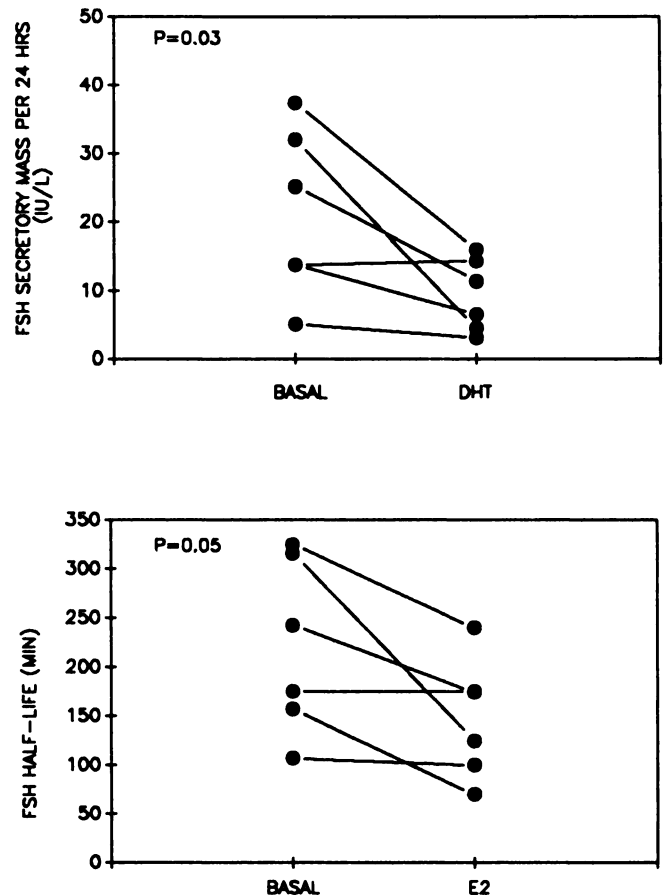 FSH SECRETORY MASS PER 24 HRS
(IU/L)
P=0.03
50
40
30
20
10
0
BASAL DHT
FSH HALF-LIFE (MIN)
P=0.05
350
300
250
200
150
100
50
0
BASAL E2